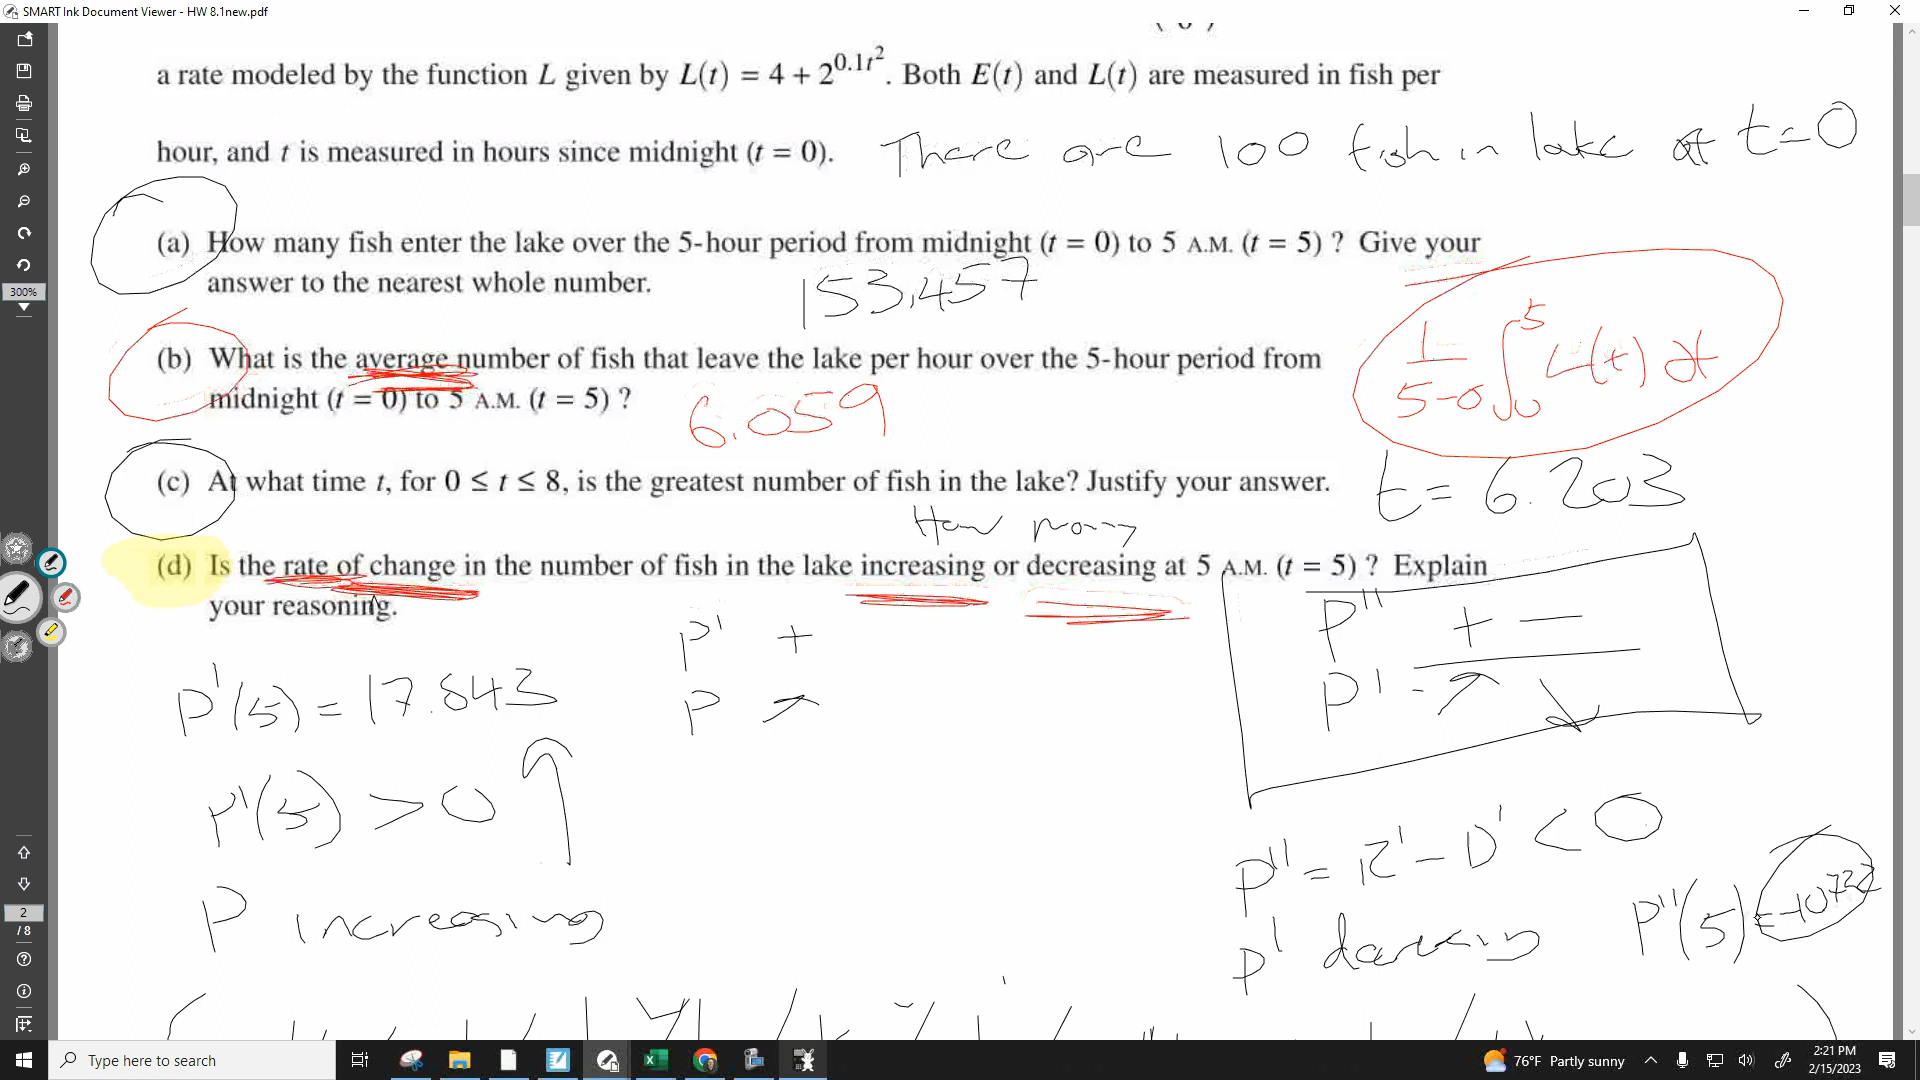 SMART Ink Document Viewer - HW 8.1new.pdf
a rate modeled by the function L given by L(t) = 4 + 2^{0.1t^2}. Both E(t) and L(t) are measured in fish per
hour, and t is measured in hours since midnight (t = 0).
There are 100 fish in lake at t=0
(a) How many fish enter the lake over the 5-hour period from midnight (t = 0) to 5 A.M. (t = 5) ? Give your
answer to the nearest whole number.
153.457
(b) What is the average number of fish that leave the lake per hour over the 5-hour period from
midnight (t = 0) to 5 A.M. (t = 5) ?
6.059
1/(5-0) ∫_0^5 L(t) dt
(c) At what time t, for 0 ≤ t ≤ 8, is the greatest number of fish in the lake? Justify your answer.
t = 6.203
How many
(d) Is the rate of change in the number of fish in the lake increasing or decreasing at 5 A.M. (t = 5) ? Explain
your reasoning.
P' +
P ↗
P'' + −
P' - ↗ ↘
P'(5) = 17.843
P'(5) > 0
P increasing
P'' = E' − D' < 0
P''(5) = -10.732
P'
300%
2
/ 8
Type here to search
76°F Partly sunny
2:21 PM
2/15/2023